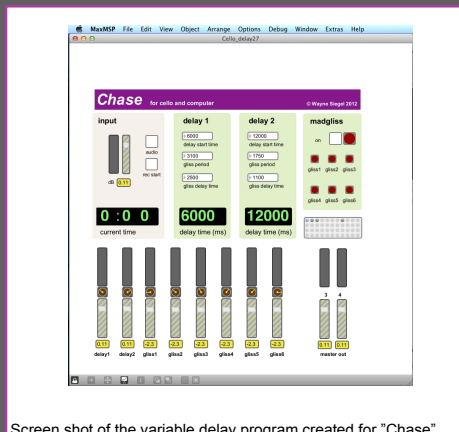 MaxMSP File Edit View Object Arrange Options Debug Window Extras Help
Cello_delay27
Chase for cello and computer © Wayne Siegel 2012
input
audio
rec start
dB 0.11
0 :0 0
current time
delay 1
6000
delay start time
3100
gliss period
2500
gliss delay time
6000
delay time (ms)
delay 2
12000
delay start time
1750
gliss period
1100
gliss delay time
12000
delay time (ms)
madgliss
on
gliss1 gliss2 gliss3
gliss4 gliss5 gliss6
3 4
0.11 0.11 -2.3 -2.3 -2.3 -2.3 -2.3 -2.3 0.11 0.11
delay1 delay2 gliss1 gliss2 gliss3 gliss4 gliss5 gliss6 master out
Screen shot of the variable delay program created for "Chase"